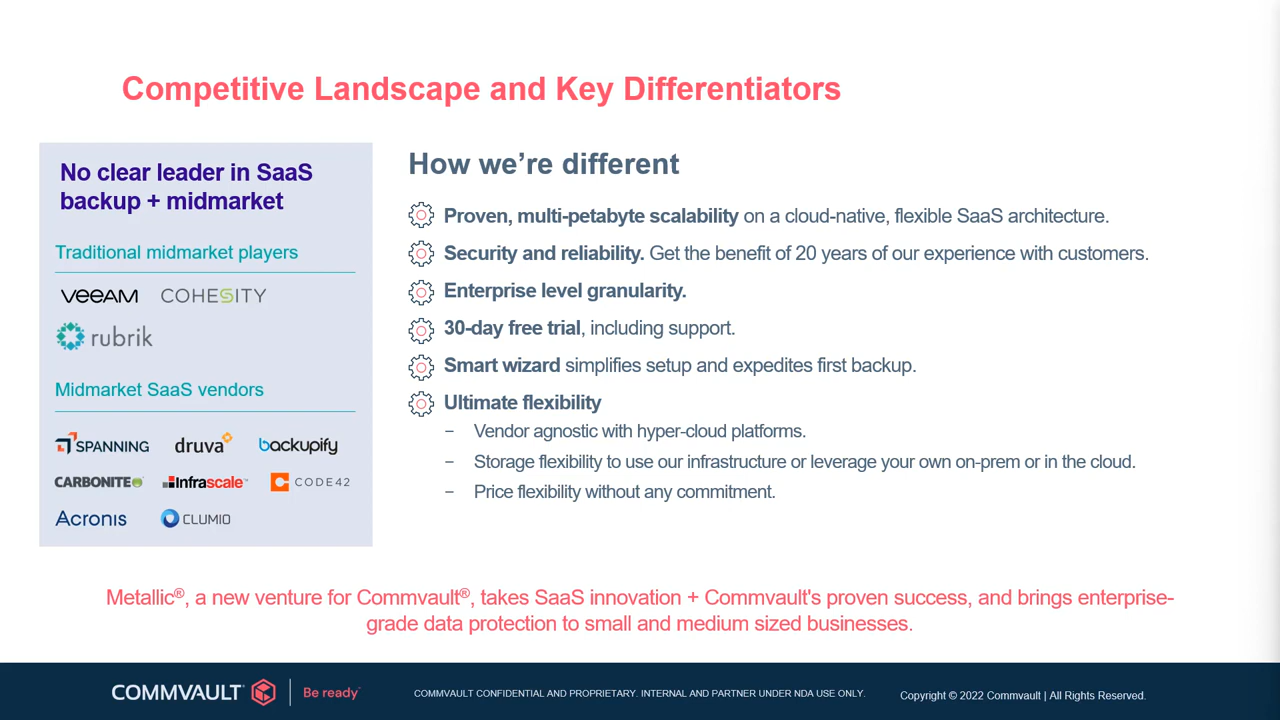 Competitive Landscape and Key Differentiators
No clear leader in SaaS
backup + midmarket
Traditional midmarket players
VEEAM COHESITY
rubrik
Midmarket SaaS vendors
SPANNING druva backupify
CARBONITE Infrascale™ CODE42
Acronis CLUMIO
How we’re different
Proven, multi-petabyte scalability on a cloud-native, flexible SaaS architecture.
Security and reliability. Get the benefit of 20 years of our experience with customers.
Enterprise level granularity.
30-day free trial, including support.
Smart wizard simplifies setup and expedites first backup.
Ultimate flexibility
– Vendor agnostic with hyper-cloud platforms.
– Storage flexibility to use our infrastructure or leverage your own on-prem or in the cloud.
– Price flexibility without any commitment.
Metallic®, a new venture for Commvault®, takes SaaS innovation + Commvault's proven success, and brings enterprise-
grade data protection to small and medium sized businesses.
COMMVAULT Be ready
COMMVAULT CONFIDENTIAL AND PROPRIETARY. INTERNAL AND PARTNER UNDER NDA USE ONLY.
Copyright © 2022 Commvault | All Rights Reserved.